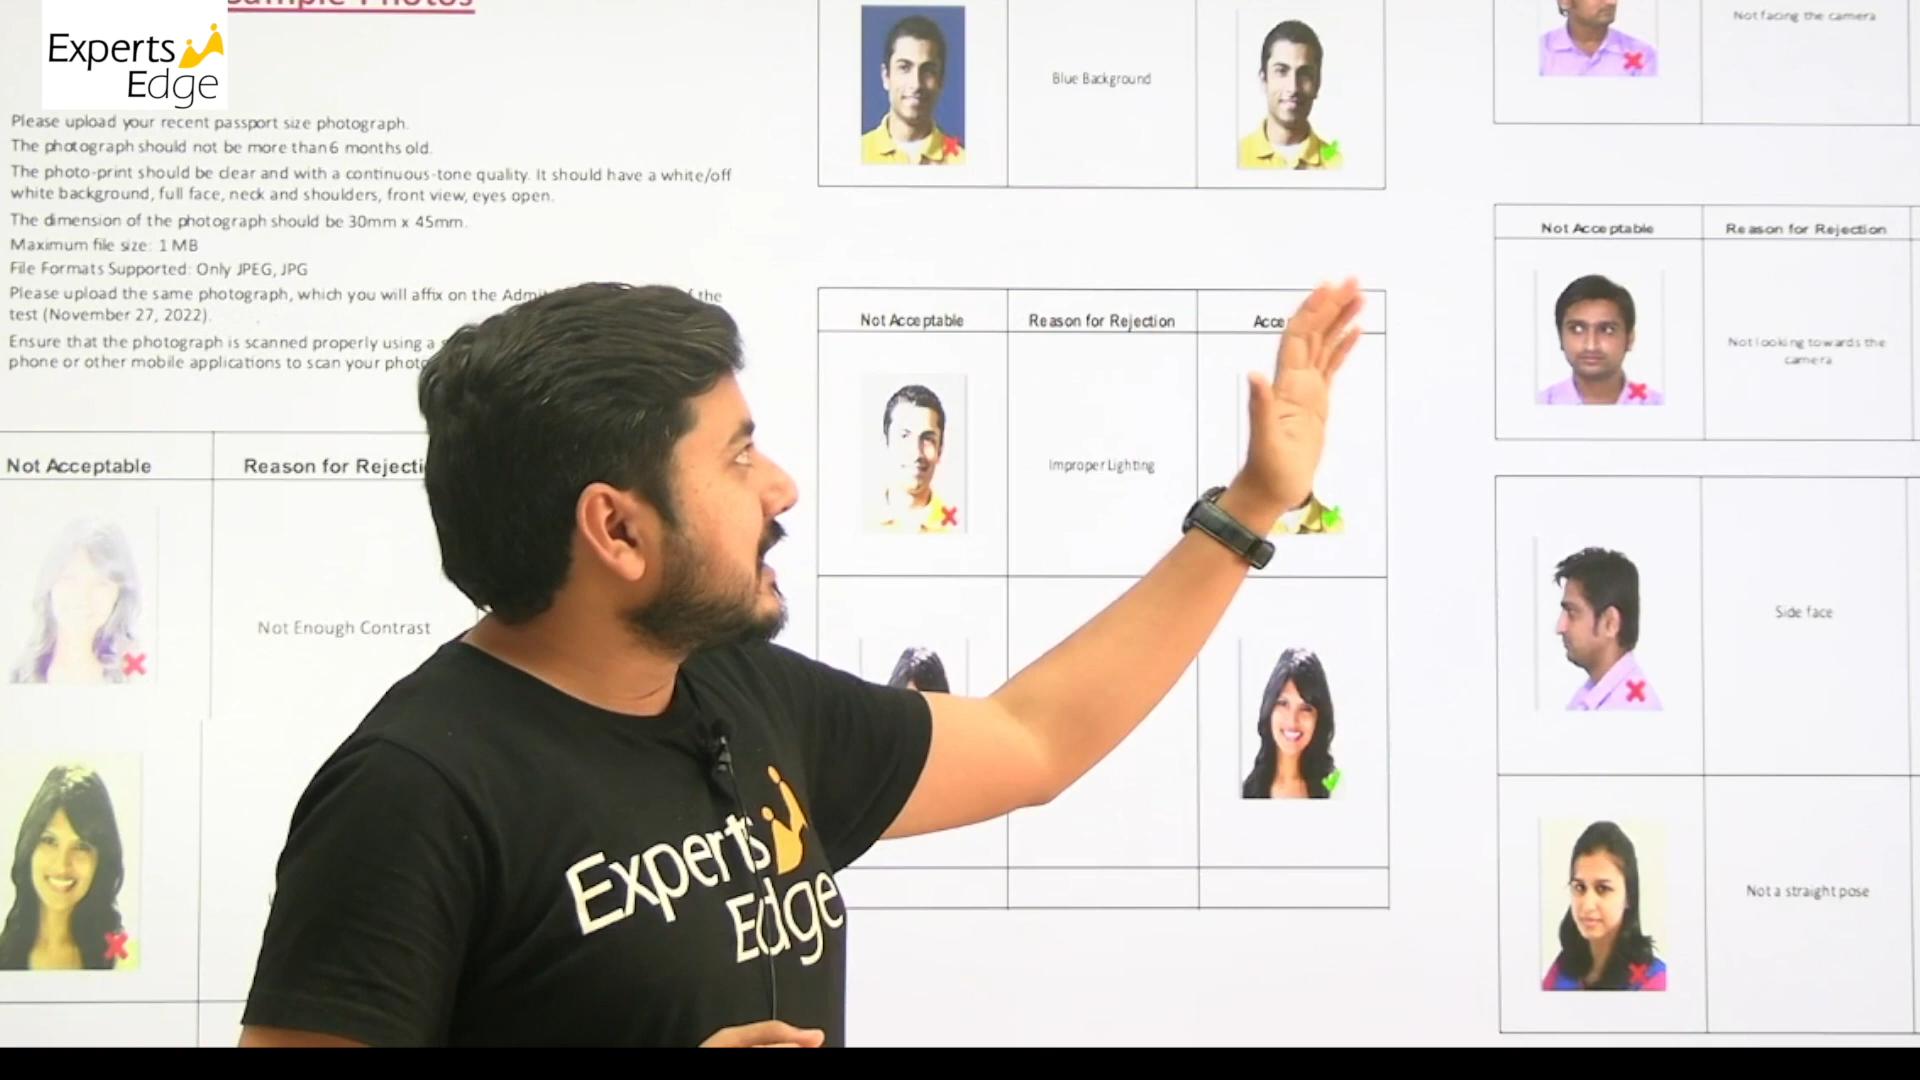 Sample Photos
Experts
Edge
Please upload your recent passport size photograph.
The photograph should not be more than 6 months old.
The photo-print should be clear and with a continuous-tone quality. It should have a white/off
white background, full face, neck and shoulders, front view, eyes open.
The dimension of the photograph should be 30mm x 45mm.
Maximum file size: 1 MB
File Formats Supported: Only JPEG, JPG
Please upload the same photograph, which you will affix on the the
test (November 27, 2022).
Ensure that the photograph is scanned properly using a
phone or other mobile applications to scan your
Not Acceptable
Not Enough Contrast
Blue Background
Not Acceptable Reason for Rejection
Improper Lighting
Not facing the camera
Not Acceptable Reason for Rejection
Not looking towards the
camera
Side face
Not a straight pose
Experts
Edge